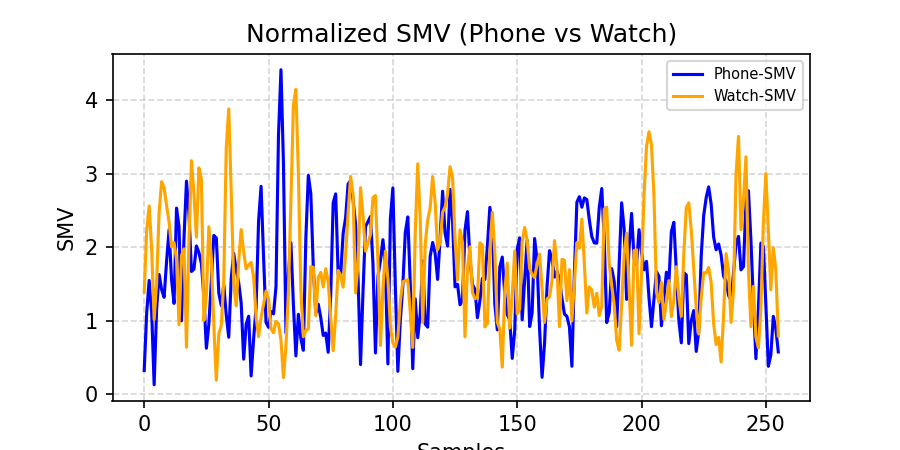 Normalized SMV (Phone vs Watch)
Phone-SMV
Watch-SMV
SMV
4
3
2
1
0
0 50 100 150 200 250
Samples